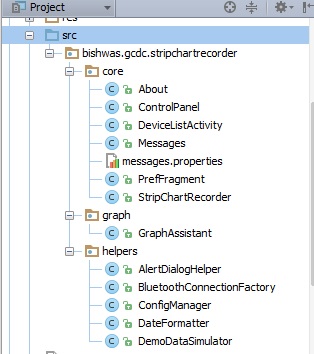 Project
res
src
bishwas.gcdc.stripchartrecorder
core
About
ControlPanel
DeviceListActivity
Messages
messages.properties
PrefFragment
StripChartRecorder
graph
GraphAssistant
helpers
AlertDialogHelper
BluetoothConnectionFactory
ConfigManager
DateFormatter
DemoDataSimulator